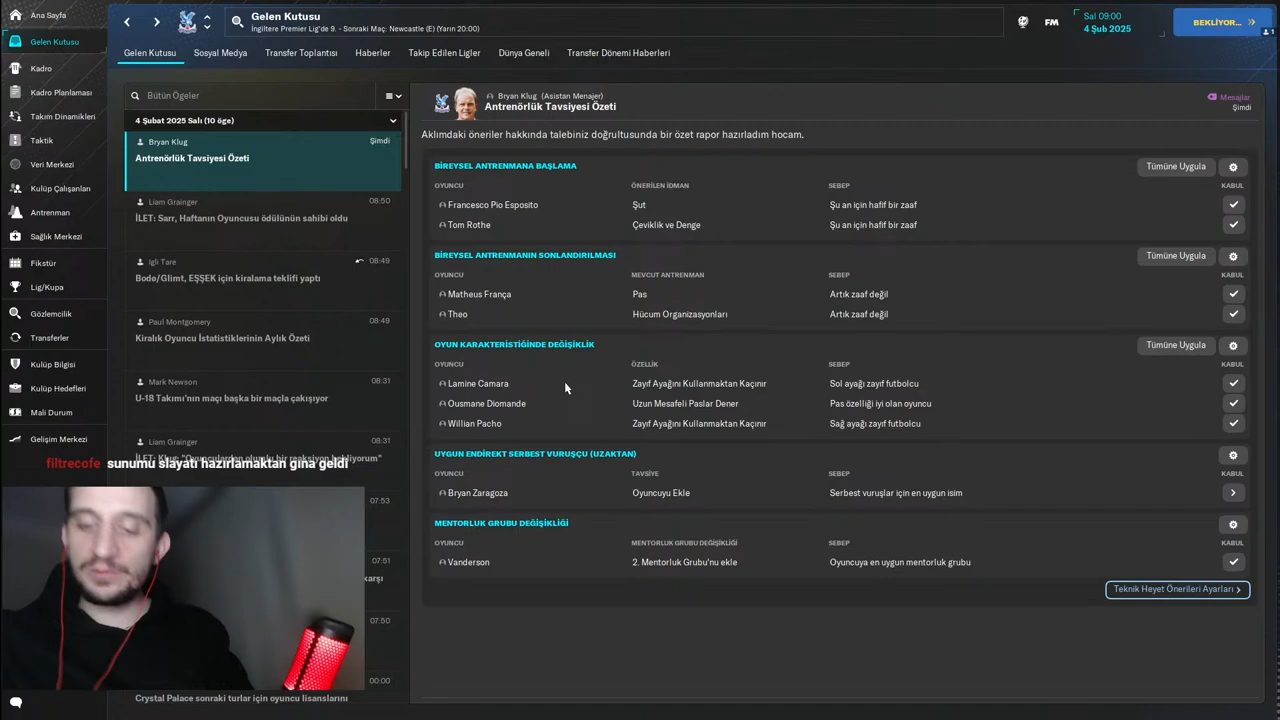 Ana Sayfa
Gelen Kutusu
Kadro
Kadro Planlaması
Takım Dinamikleri
Taktik
Veri Merkezi
Kulüp Çalışanları
Antrenman
Sağlık Merkezi
Fikstür
Lig/Kupa
Gözlemcilik
Transferler
Kulüp Bilgisi
Kulüp Hedefleri
Mali Durum
Gelişim Merkezi
Gelen Kutusu
İngiltere Premier Lig'de 9. - Sonraki Maç: Newcastle (E) (Yarın 20:00)
FM
Sal 09:00
4 Şub 2025
BEKLİYOR...
1
Gelen Kutusu Sosyal Medya Transfer Toplantısı Haberler Takip Edilen Ligler Dünya Geneli Transfer Dönemi Haberleri
Bütün Ögeler
4 Şubat 2025 Salı (10 öge)
Bryan Klug Şimdi
Antrenörlük Tavsiyesi Özeti
Liam Grainger 08:50
İLET: Sarr, Haftanın Oyuncusu ödülünün sahibi oldu
Igli Tare 08:49
Bodo/Glimt, EŞŞEK için kiralama teklifi yaptı
Paul Montgomery 08:49
Kiralık Oyuncu İstatistiklerinin Aylık Özeti
Mark Newson 08:31
U-18 Takımı'nın maçı başka bir maçla çakışıyor
Liam Grainger 08:31
filtrecofe sunumu slayatı hazırlamaktan gına geldi
07:53
07:51
karşı
07:50
00:00
Crystal Palace sonraki turlar için oyuncu lisanslarını
Bryan Klug (Asistan Menajer)
Antrenörlük Tavsiyesi Özeti
Mesajlar
Şimdi
Aklımdaki öneriler hakkında talebiniz doğrultusunda bir özet rapor hazırladım hocam.
BİREYSEL ANTRENMANA BAŞLAMA Tümüne Uygula
OYUNCU ÖNERİLEN İDMAN SEBEP KABUL
Francesco Pio Esposito Şut Şu an için hafif bir zaaf
Tom Rothe Çeviklik ve Denge Şu an için hafif bir zaaf
BİREYSEL ANTRENMANIN SONLANDIRILMASI Tümüne Uygula
OYUNCU MEVCUT ANTRENMAN SEBEP KABUL
Matheus França Pas Artık zaaf değil
Theo Hücum Organizasyonları Artık zaaf değil
OYUN KARAKTERİSTİĞİNDE DEĞİŞİKLİK Tümüne Uygula
OYUNCU ÖZELLİK SEBEP KABUL
Lamine Camara Zayıf Ayağını Kullanmaktan Kaçınır Sol ayağı zayıf futbolcu
Ousmane Diomande Uzun Mesafeli Paslar Dener Pas özelliği iyi olan oyuncu
Willian Pacho Zayıf Ayağını Kullanmaktan Kaçınır Sağ ayağı zayıf futbolcu
UYGUN ENDİREKT SERBEST VURUŞÇU (UZAKTAN)
OYUNCU TAVSİYE SEBEP KABUL
Bryan Zaragoza Oyuncuyu Ekle Serbest vuruşlar için en uygun isim
MENTORLUK GRUBU DEĞİŞİKLİĞİ
OYUNCU MENTORLUK GRUBU DEĞİŞİKLİĞİ SEBEP KABUL
Vanderson 2. Mentorluk Grubu'nu ekle Oyuncuya en uygun mentorluk grubu
Teknik Heyet Önerileri Ayarları